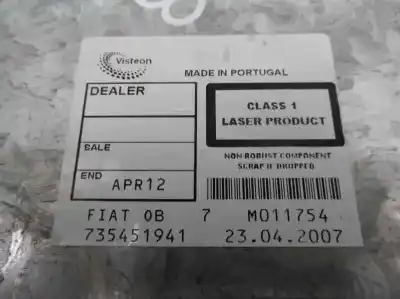 Visteon
MADE IN PORTUGAL
DEALER
CLASS 1
LASER PRODUCT
SALE
NON ROBUST COMPONENT
SCRAP IF DROPPED
END APR12
FIAT OB 7 M011754
735451941 23.04.2007